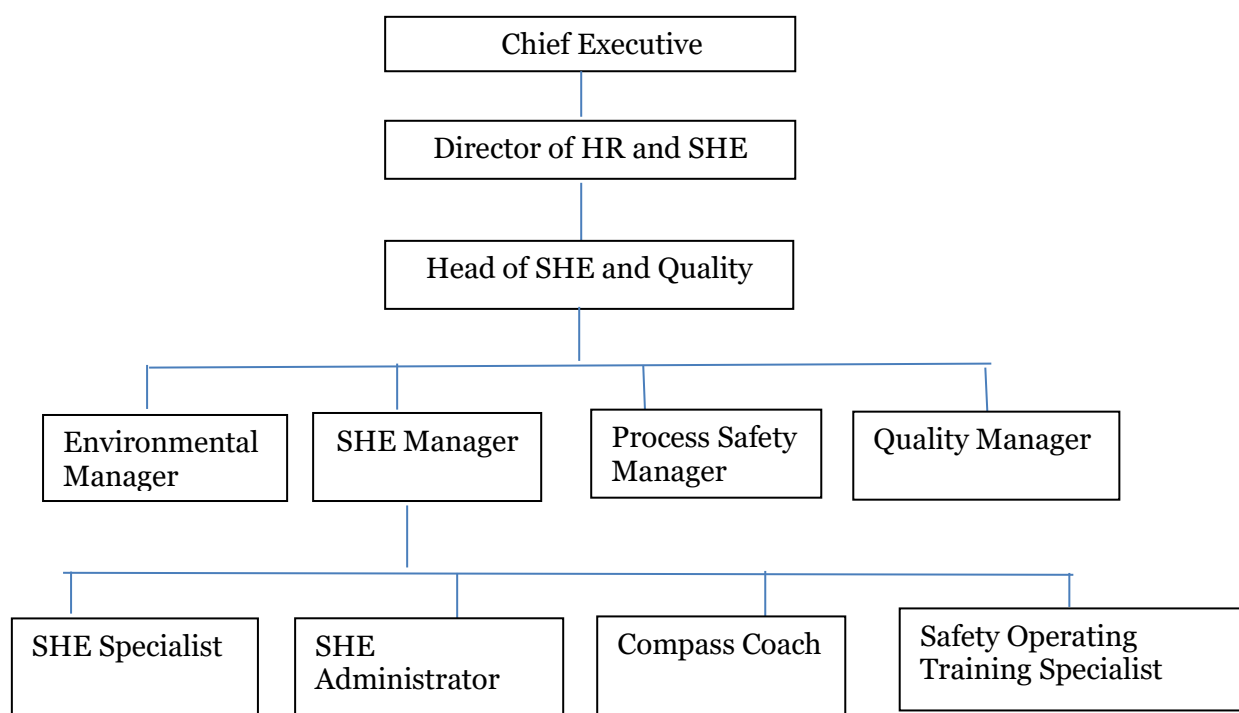 Chief Executive
Director of HR and SHE
Head of SHE and Quality
Environmental
Manager
SHE Manager
Process Safety
Manager
Quality Manager
SHE Specialist
SHE
Administrator
Compass Coach
Safety Operating
Training Specialist